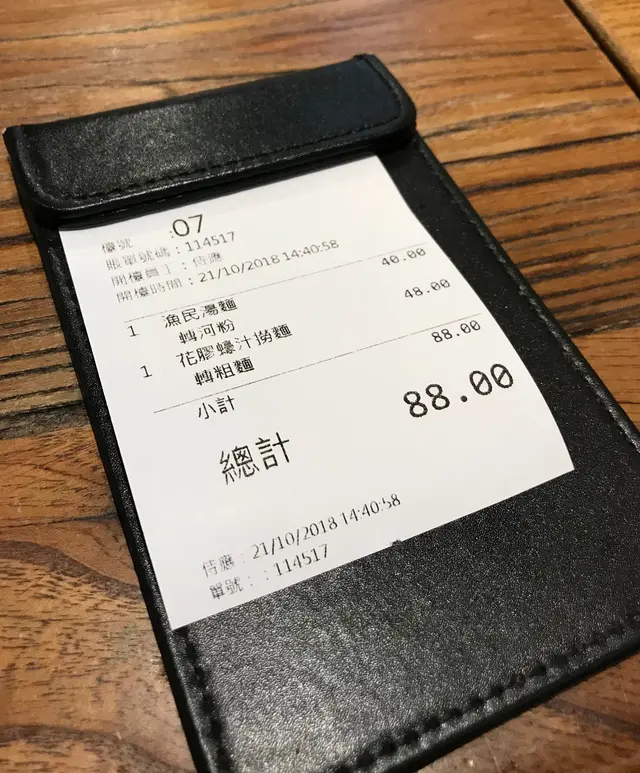 檯號 :07
賬單號碼 : 114517
開檯員工 : 侍應
開檯時間 : 21/10/2018 14:40:58
1 漁民湯麵 40.00
轉河粉
1 花膠蠔汁撈麵 48.00
轉粗麵
小計 88.00
總計 88.00
侍應 : 21/10/2018 14:40:58
單號 : : 114517